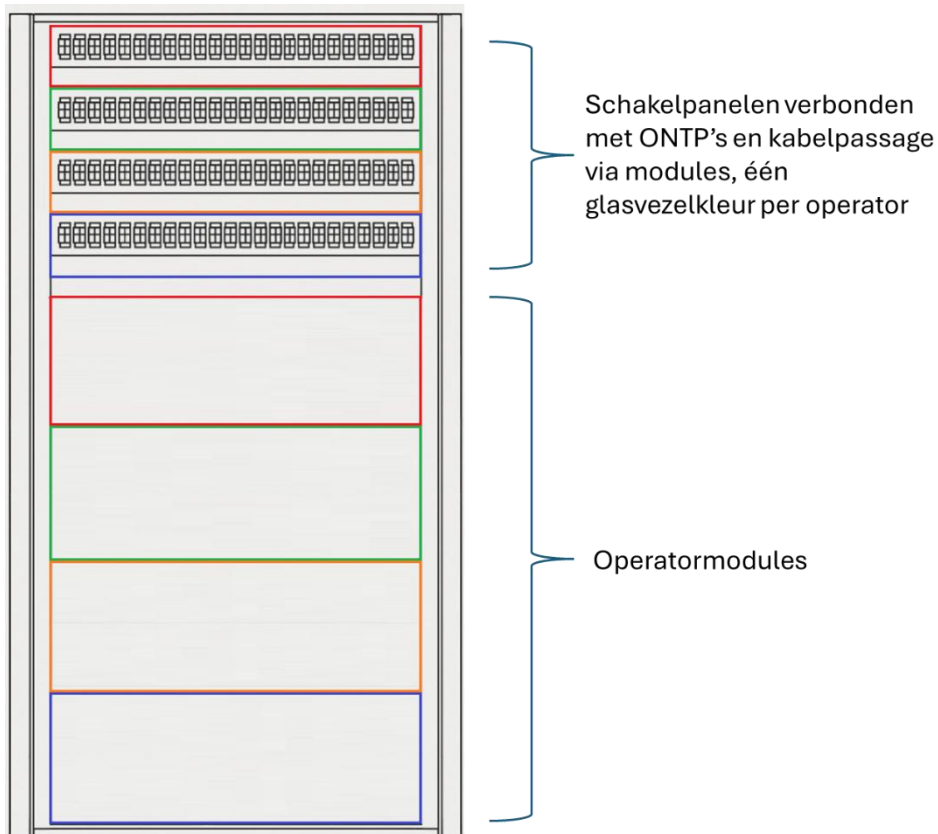 Schakelpanelen verbonden
met ONTP’s en kabelpassage
via modules, één
glasvezelkleur per operator
Operatormodules